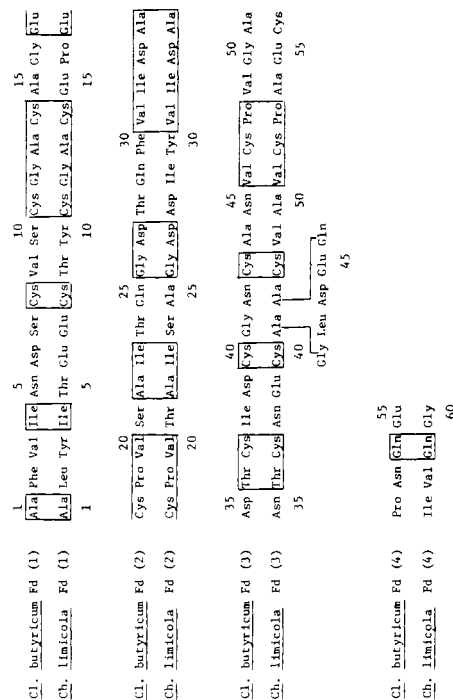 1 5 10 15
Cl. butyricum Fd (1) Ala Phe Val Ile Asn Asp Ser Cys Val Ser Cys Gly Ala Cys Ala Gly Glu
Ch. limicola Fd (1) Ala Leu Tyr Ile Thr Glu Glu Cys Thr Tyr Cys Gly Ala Cys Glu Pro Glu
1 5 10 15
20 25 30
Cl. butyricum Fd (2) Cys Pro Val Ser Ala Ile Thr Gln Gly Asp Thr Gln Phe Val Ile Asp Ala
Ch. limicola Fd (2) Cys Pro Val Thr Ala Ile Ser Ala Gly Asp Asp Ile Tyr Val Ile Asp Ala
20 25 30
35 40 45 50
Cl. butyricum Fd (3) Asp Thr Cys Ile Asp Cys Gly Asn Cys Ala Asn Val Cys Pro Val Gly Ala
Ch. limicola Fd (3) Asn Thr Cys Asn Glu Cys Ala Ala Cys Val Ala Val Cys Pro Ala Glu Cys
35 40 50 55
Gly Leu Asp Glu Gln
45
55
Cl. butyricum Fd (4) Pro Asn Gln Glu
Ch. limicola Fd (4) Ile Val Gln Gly
60